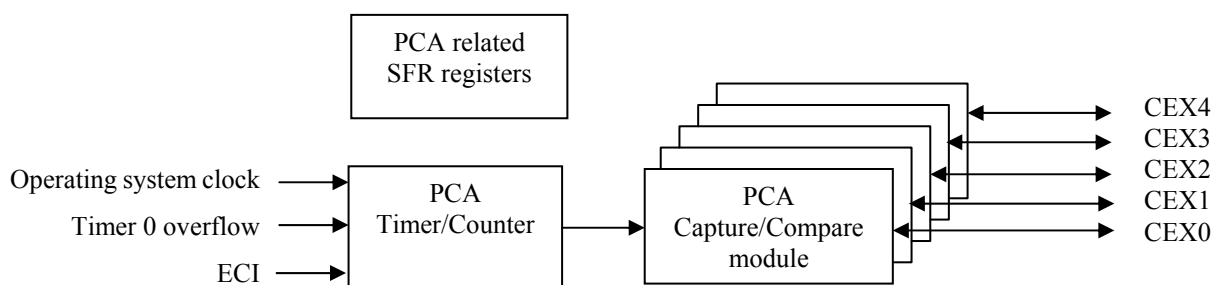 PCA related
SFR registers
CEX4
CEX3
CEX2
CEX1
CEX0
Operating system clock
Timer 0 overflow
ECI
PCA
Timer/Counter
PCA
Capture/Compare
module